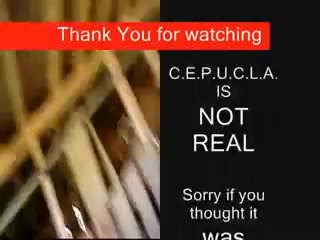 Thank You for watching
C.E.P.U.C.L.A.
IS
NOT
REAL
Sorry if you
thought it
was